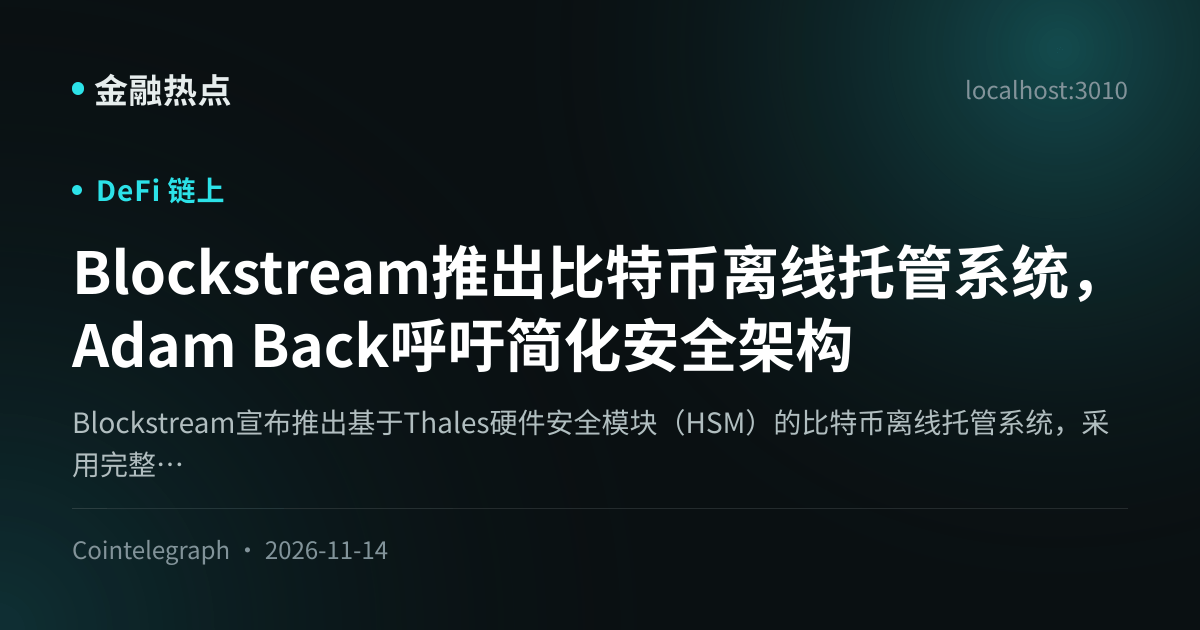 金融热点
localhost:3010
DeFi 链上
Blockstream推出比特币离线托管系统，
Adam Back呼吁简化安全架构
Blockstream宣布推出基于Thales硬件安全模块（HSM）的比特币离线托管系统，采
用完整…
Cointelegraph · 2026-11-14